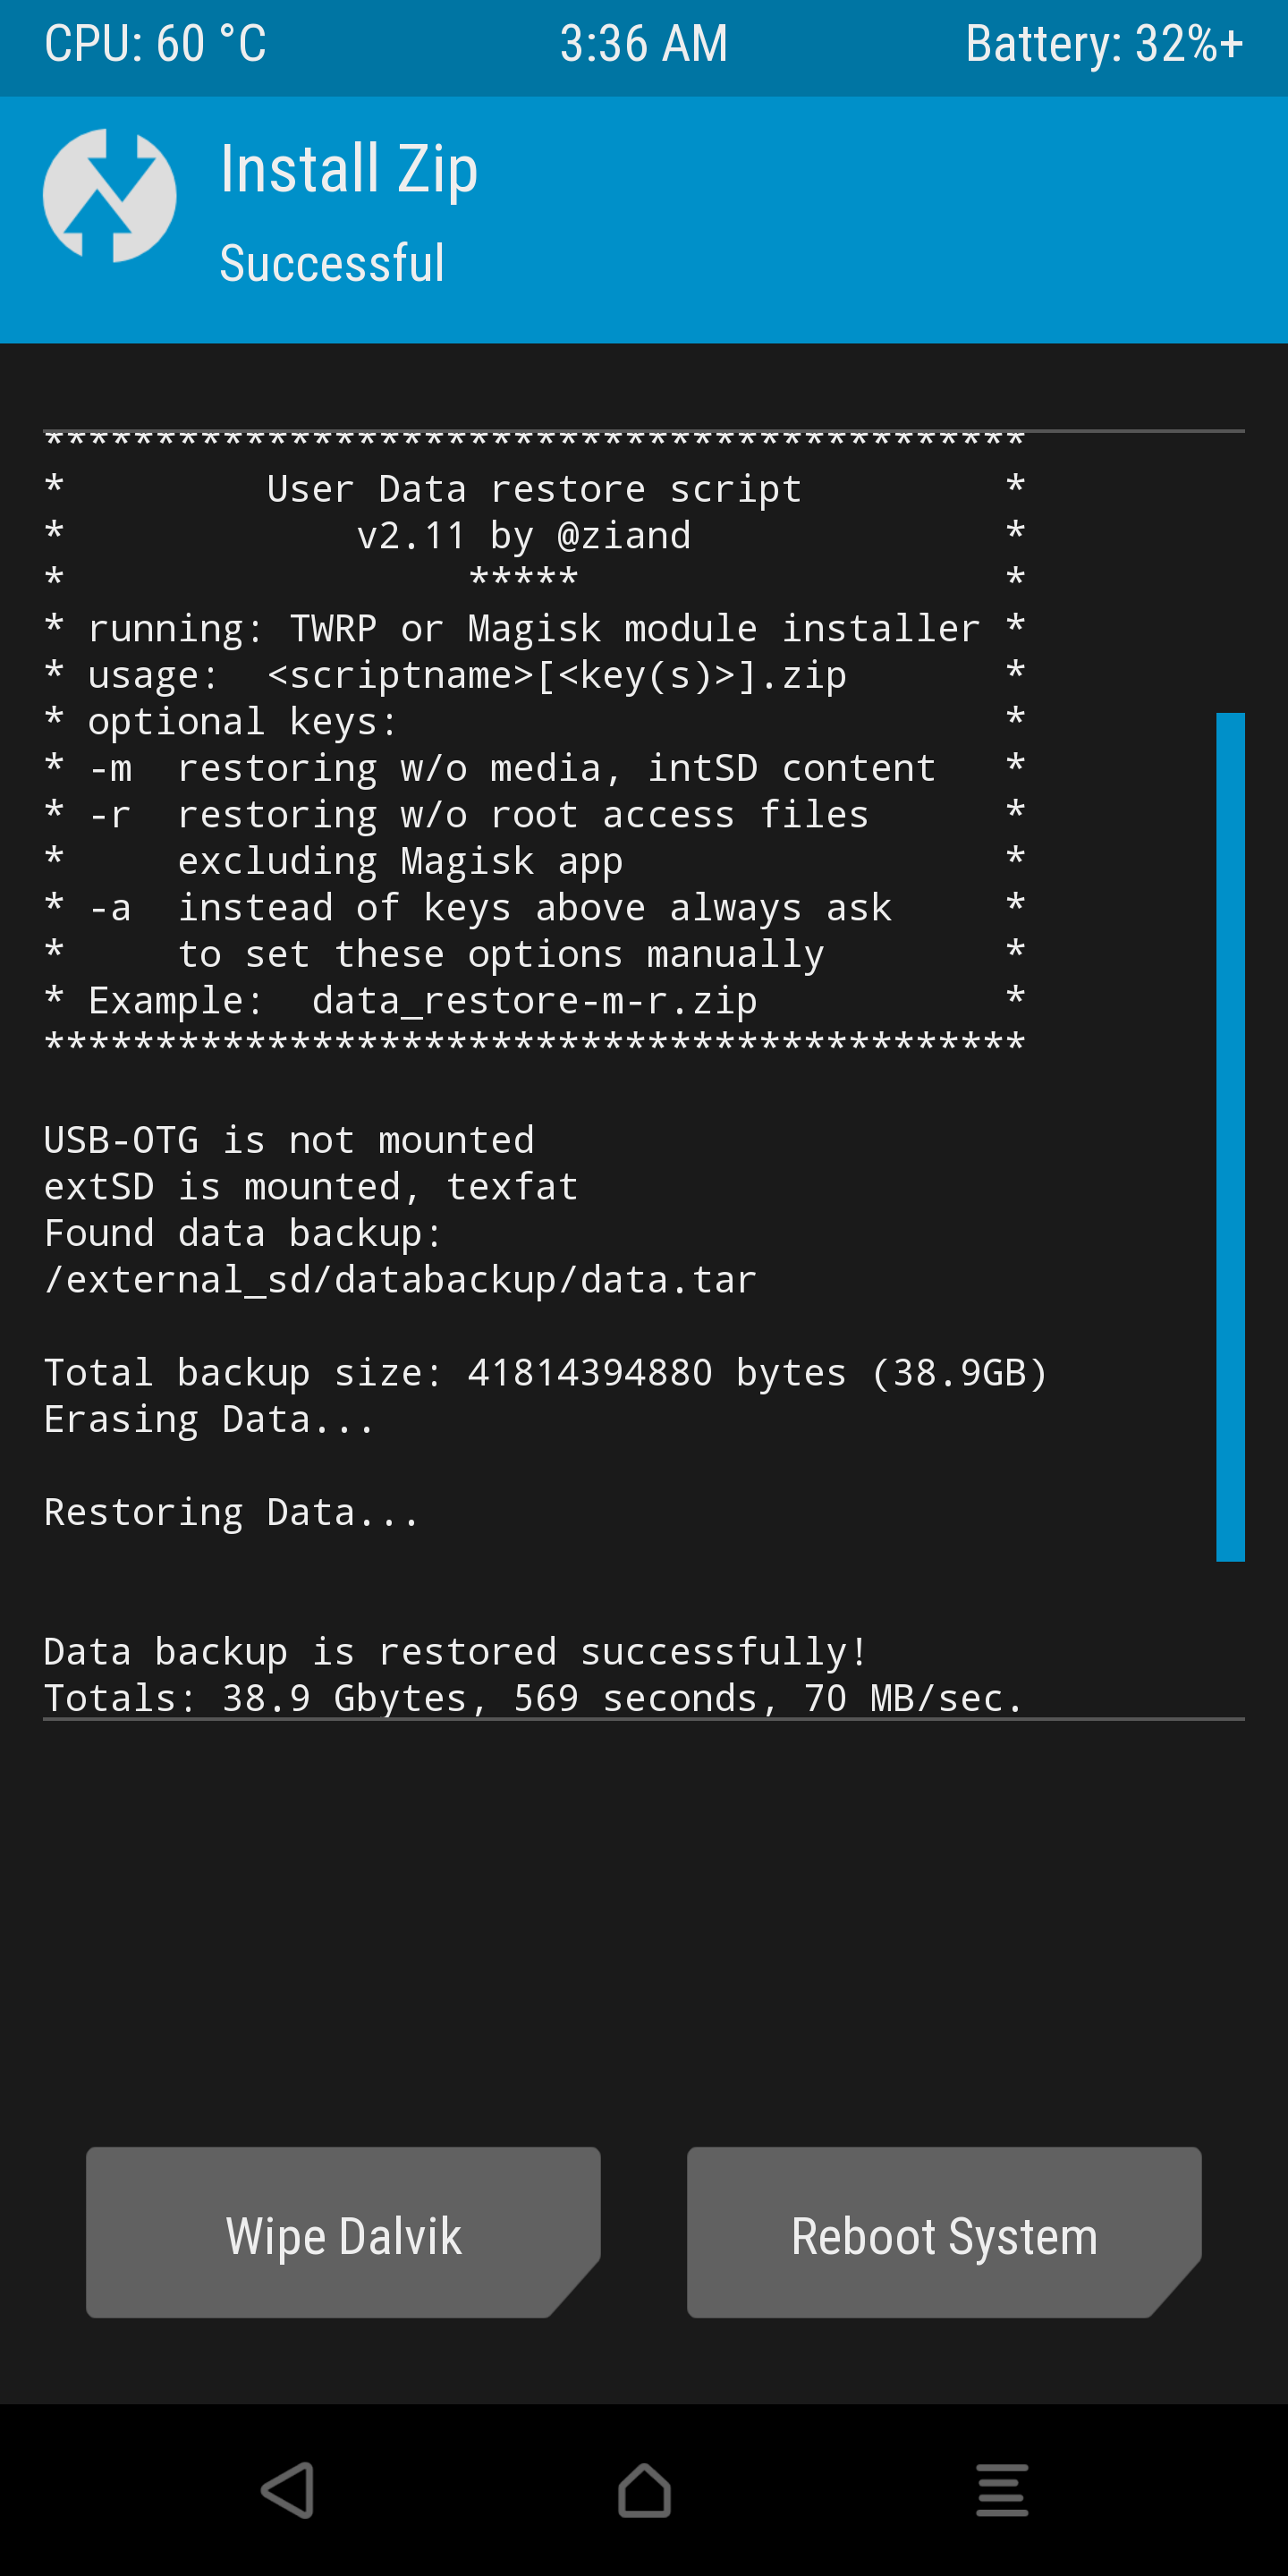 CPU: 60 °C 3:36 AM Battery: 32%+
Install Zip
Successful
********************************************
*         User Data restore script         *
*             v2.11 by @ziand              *
*                  *****                   *
* running: TWRP or Magisk module installer *
* usage:  <scriptname>[<key(s)>].zip       *
* optional keys:                           *
* -m  restoring w/o media, intSD content   *
* -r  restoring w/o root access files      *
*     excluding Magisk app                 *
* -a  instead of keys above always ask     *
*     to set these options manually        *
* Example:  data_restore-m-r.zip           *
********************************************
USB-OTG is not mounted
extSD is mounted, texfat
Found data backup:
/external_sd/databackup/data.tar
Total backup size: 41814394880 bytes (38.9GB)
Erasing Data...
Restoring Data...
Data backup is restored successfully!
Totals: 38.9 Gbytes, 569 seconds, 70 MB/sec.
Wipe Dalvik
Reboot System